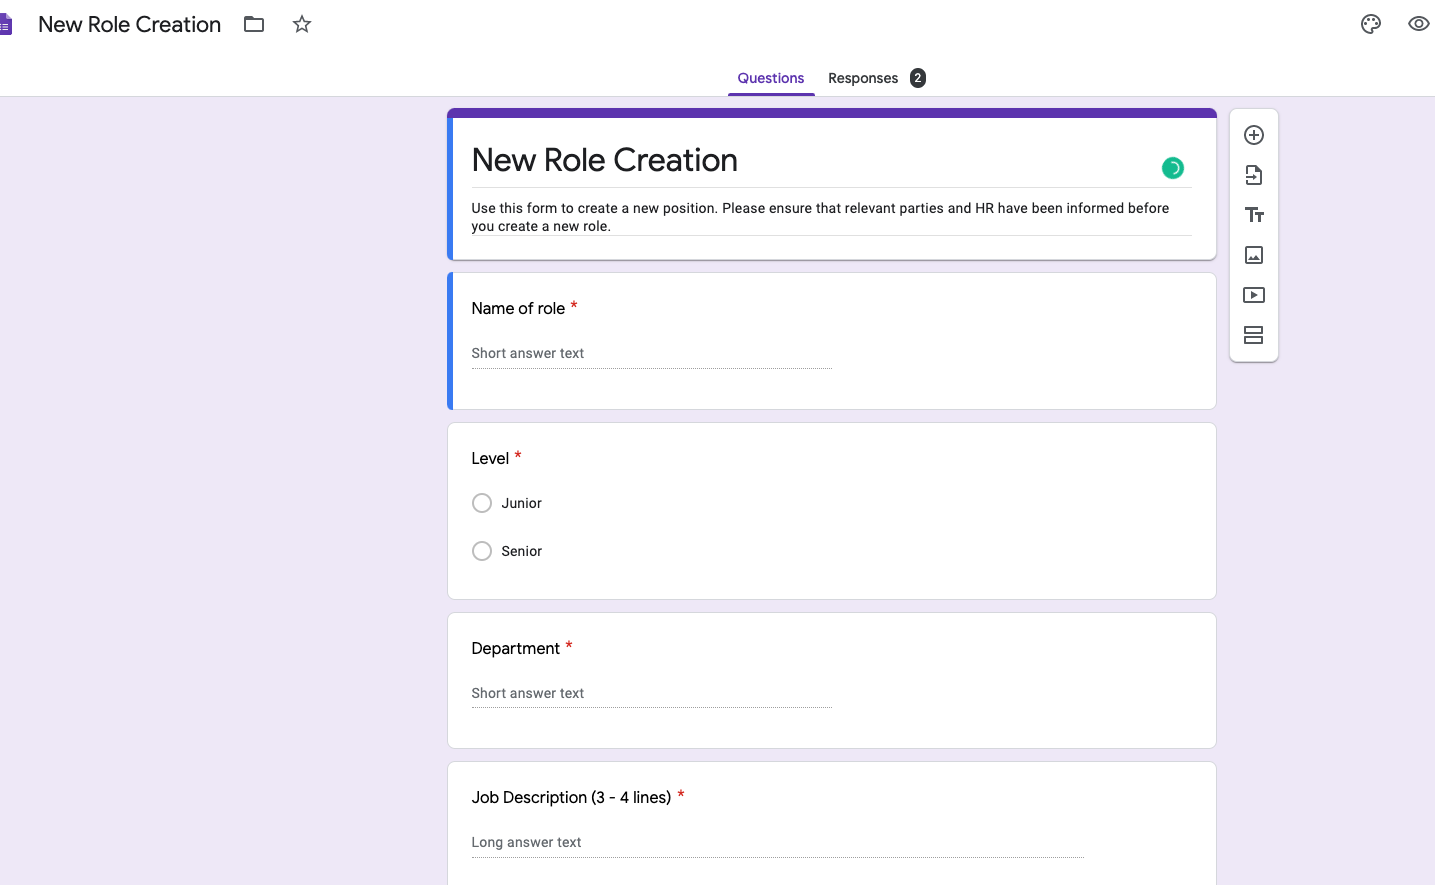 New Role Creation
Questions
Responses 2
New Role Creation
Use this form to create a new position. Please ensure that relevant parties and HR have been informed before
you create a new role.
Name of role *
Short answer text
Level *
Junior
Senior
Department *
Short answer text
Job Description (3 - 4 lines) *
Long answer text